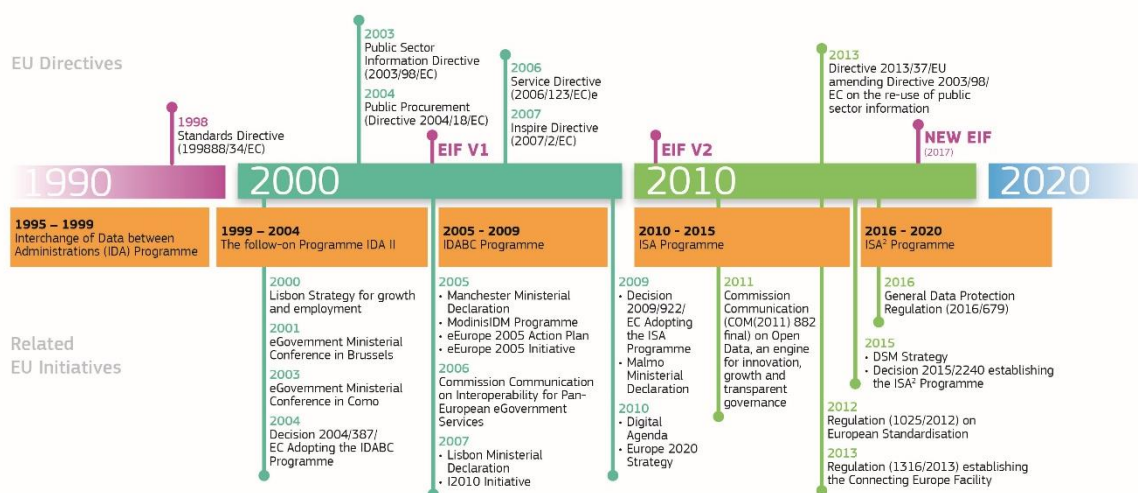 EU Directives
1998
Standards Directive
(199888/34/EC)
2003
Public Sector
Information Directive
(2003/98/EC)
2004
Public Procurement
(Directive 2004/18/EC)
EIF V1
2006
Service Directive
(2006/123/EC)e
2007
Inspire Directive
(2007/2/EC)
EIF V2
2013
Directive 2013/37/EU
amending Directive 2003/98/
EC on the re-use of public
sector information
NEW EIF
(2017)
1990
2000
2010
2020
1995 – 1999
Interchange of Data between
Administrations (IDA) Programme
1999 – 2004
The follow-on Programme IDA II
2005 - 2009
IDABC Programme
2010 - 2015
ISA Programme
2016 - 2020
ISA² Programme
Related
EU Initiatives
2000
Lisbon Strategy for growth
and employment
2001
eGovernment Ministerial
Conference in Brussels
2003
eGovernment Ministerial
Conference in Como
2004
Decision 2004/387/
EC Adopting the IDABC
Programme
2005
• Manchester Ministerial
Declaration
• ModinisIDM Programme
• eEurope 2005 Action Plan
• eEurope 2005 Initiative
2006
Commission Communication
on Interoperability for Pan-
European eGovernment
Services
2007
• Lisbon Ministerial
Declaration
• I2010 Initiative
2009
• Decision
2009/922/
EC Adopting
the ISA
Programme
• Malmo
Ministerial
Declaration
2010
• Digital
Agenda
• Europe 2020
Strategy
2011
Commission
Communication
(COM(2011) 882
final) on Open
Data, an engine
for innovation,
growth and
transparent
governance
2016
General Data Protection
Regulation (2016/679)
2015
• DSM Strategy
• Decision 2015/2240 establishing
the ISA² Programme
2012
Regulation (1025/2012) on
European Standardisation
2013
Regulation (1316/2013) establishing
the Connecting Europe Facility